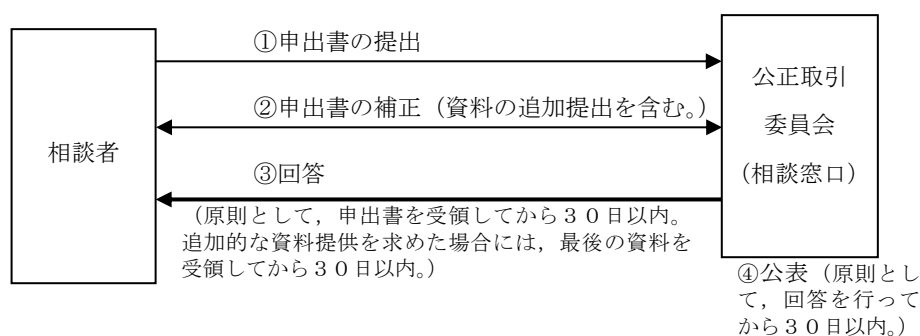 ①申出書の提出
②申出書の補正（資料の追加提出を含む。）
相談者
公正取引
委員会
（相談窓口）
③回答
（原則として，申出書を受領してから３０日以内。
追加的な資料提供を求めた場合には，最後の資料を
受領してから３０日以内。）
④公表（原則とし
て，回答を行って
から３０日以内。）